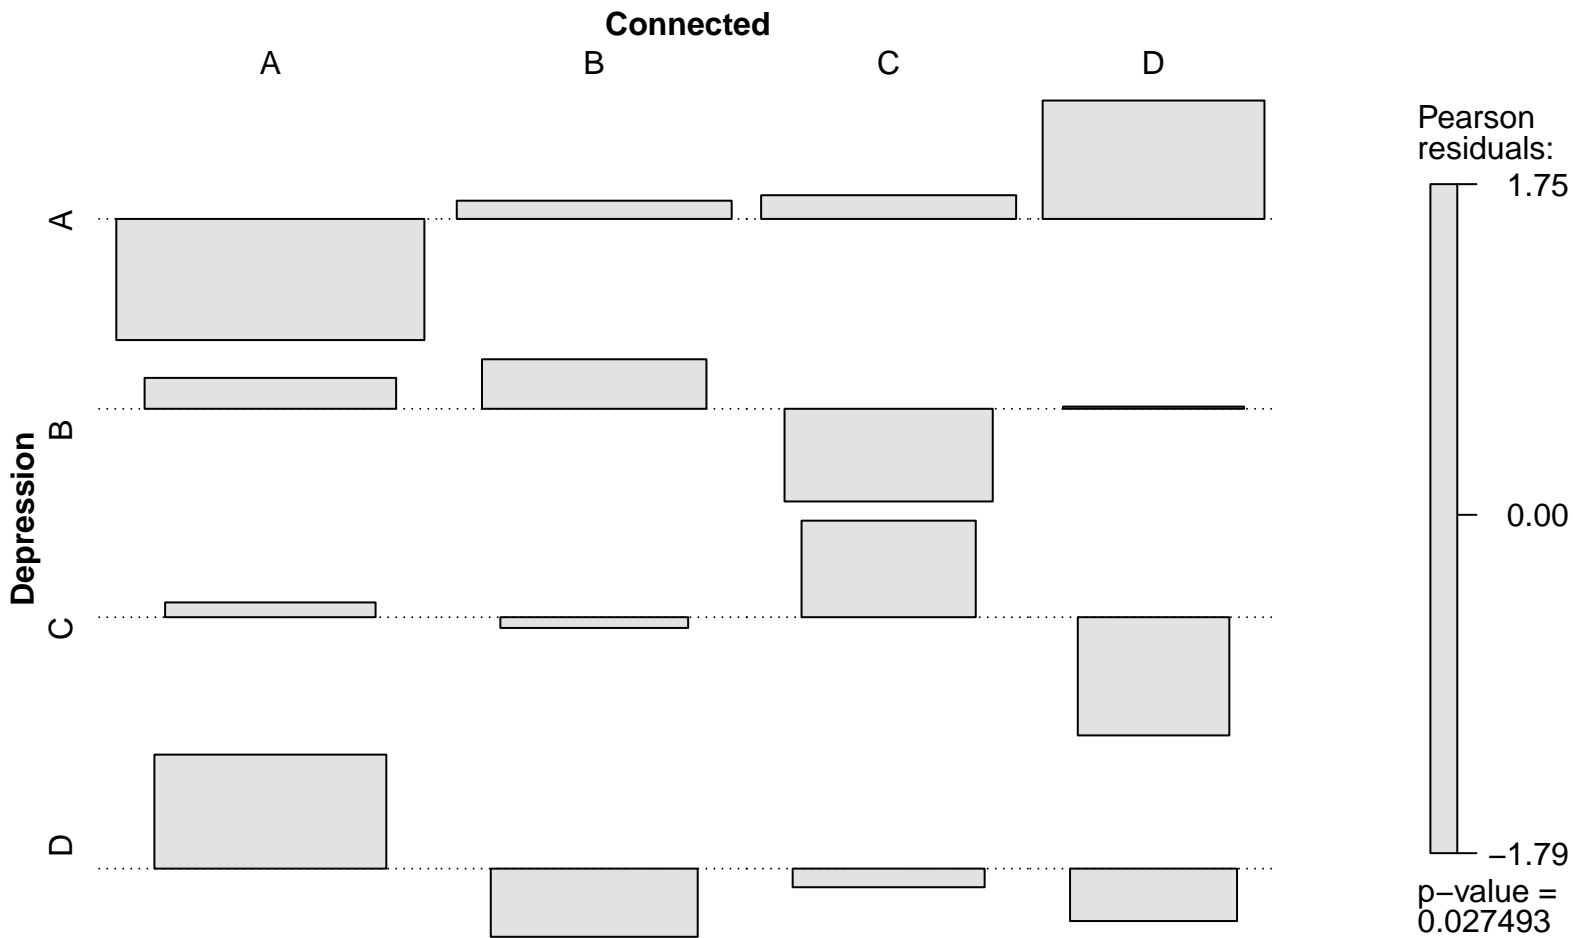 Connected
A B C D
Depression
A
B
C
D
Pearson
residuals:
1.75
0.00
−1.79
p−value =
0.027493